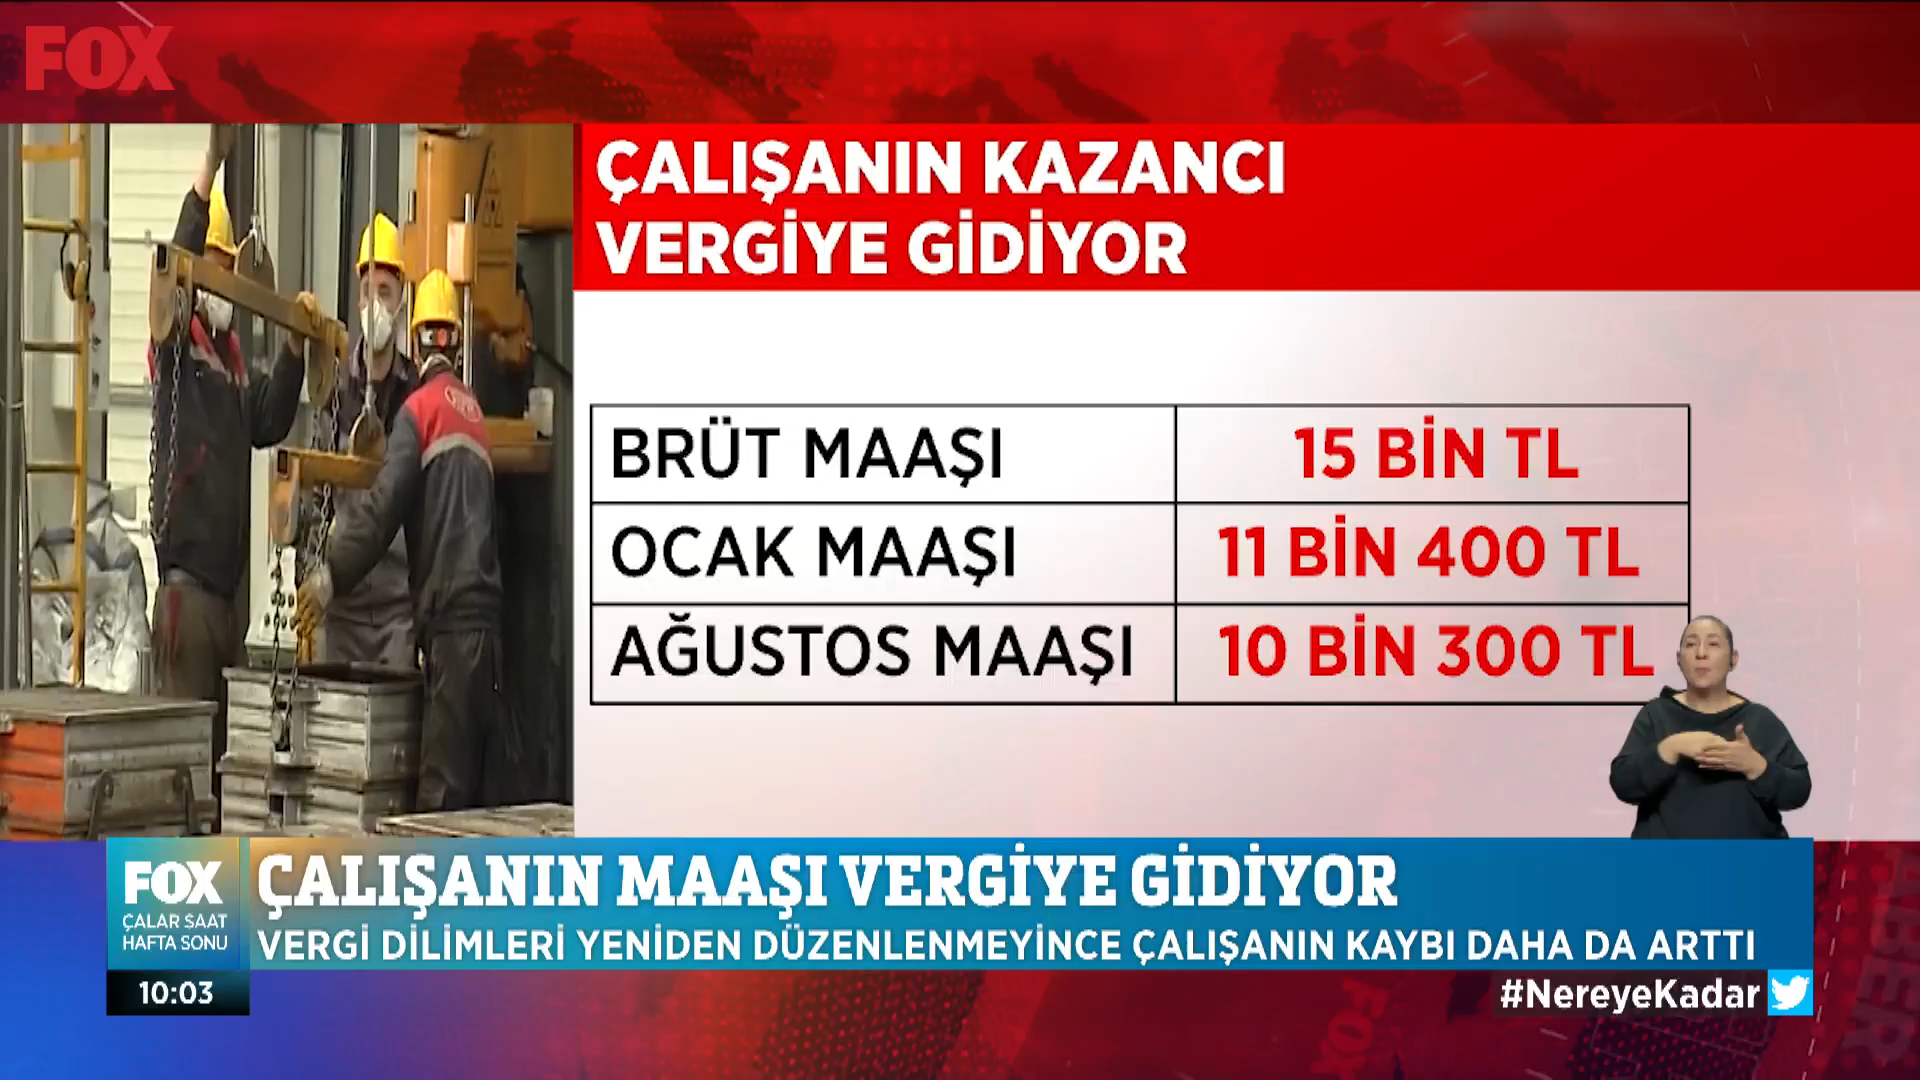 FOX
ÇALIŞANIN KAZANCI
VERGİYE GİDİYOR
BRÜT MAAŞI 15 BİN TL
OCAK MAAŞI 11 BİN 400 TL
AĞUSTOS MAAŞI 10 BİN 300 TL
FOX
ÇALAR SAAT
HAFTA SONU
10:03
ÇALIŞANIN MAAŞI VERGİYE GİDİYOR
VERGİ DİLİMLERİ YENİDEN DÜZENLENMEYİNCE ÇALIŞANIN KAYBI DAHA DA ARTTI
#NereyeKadar